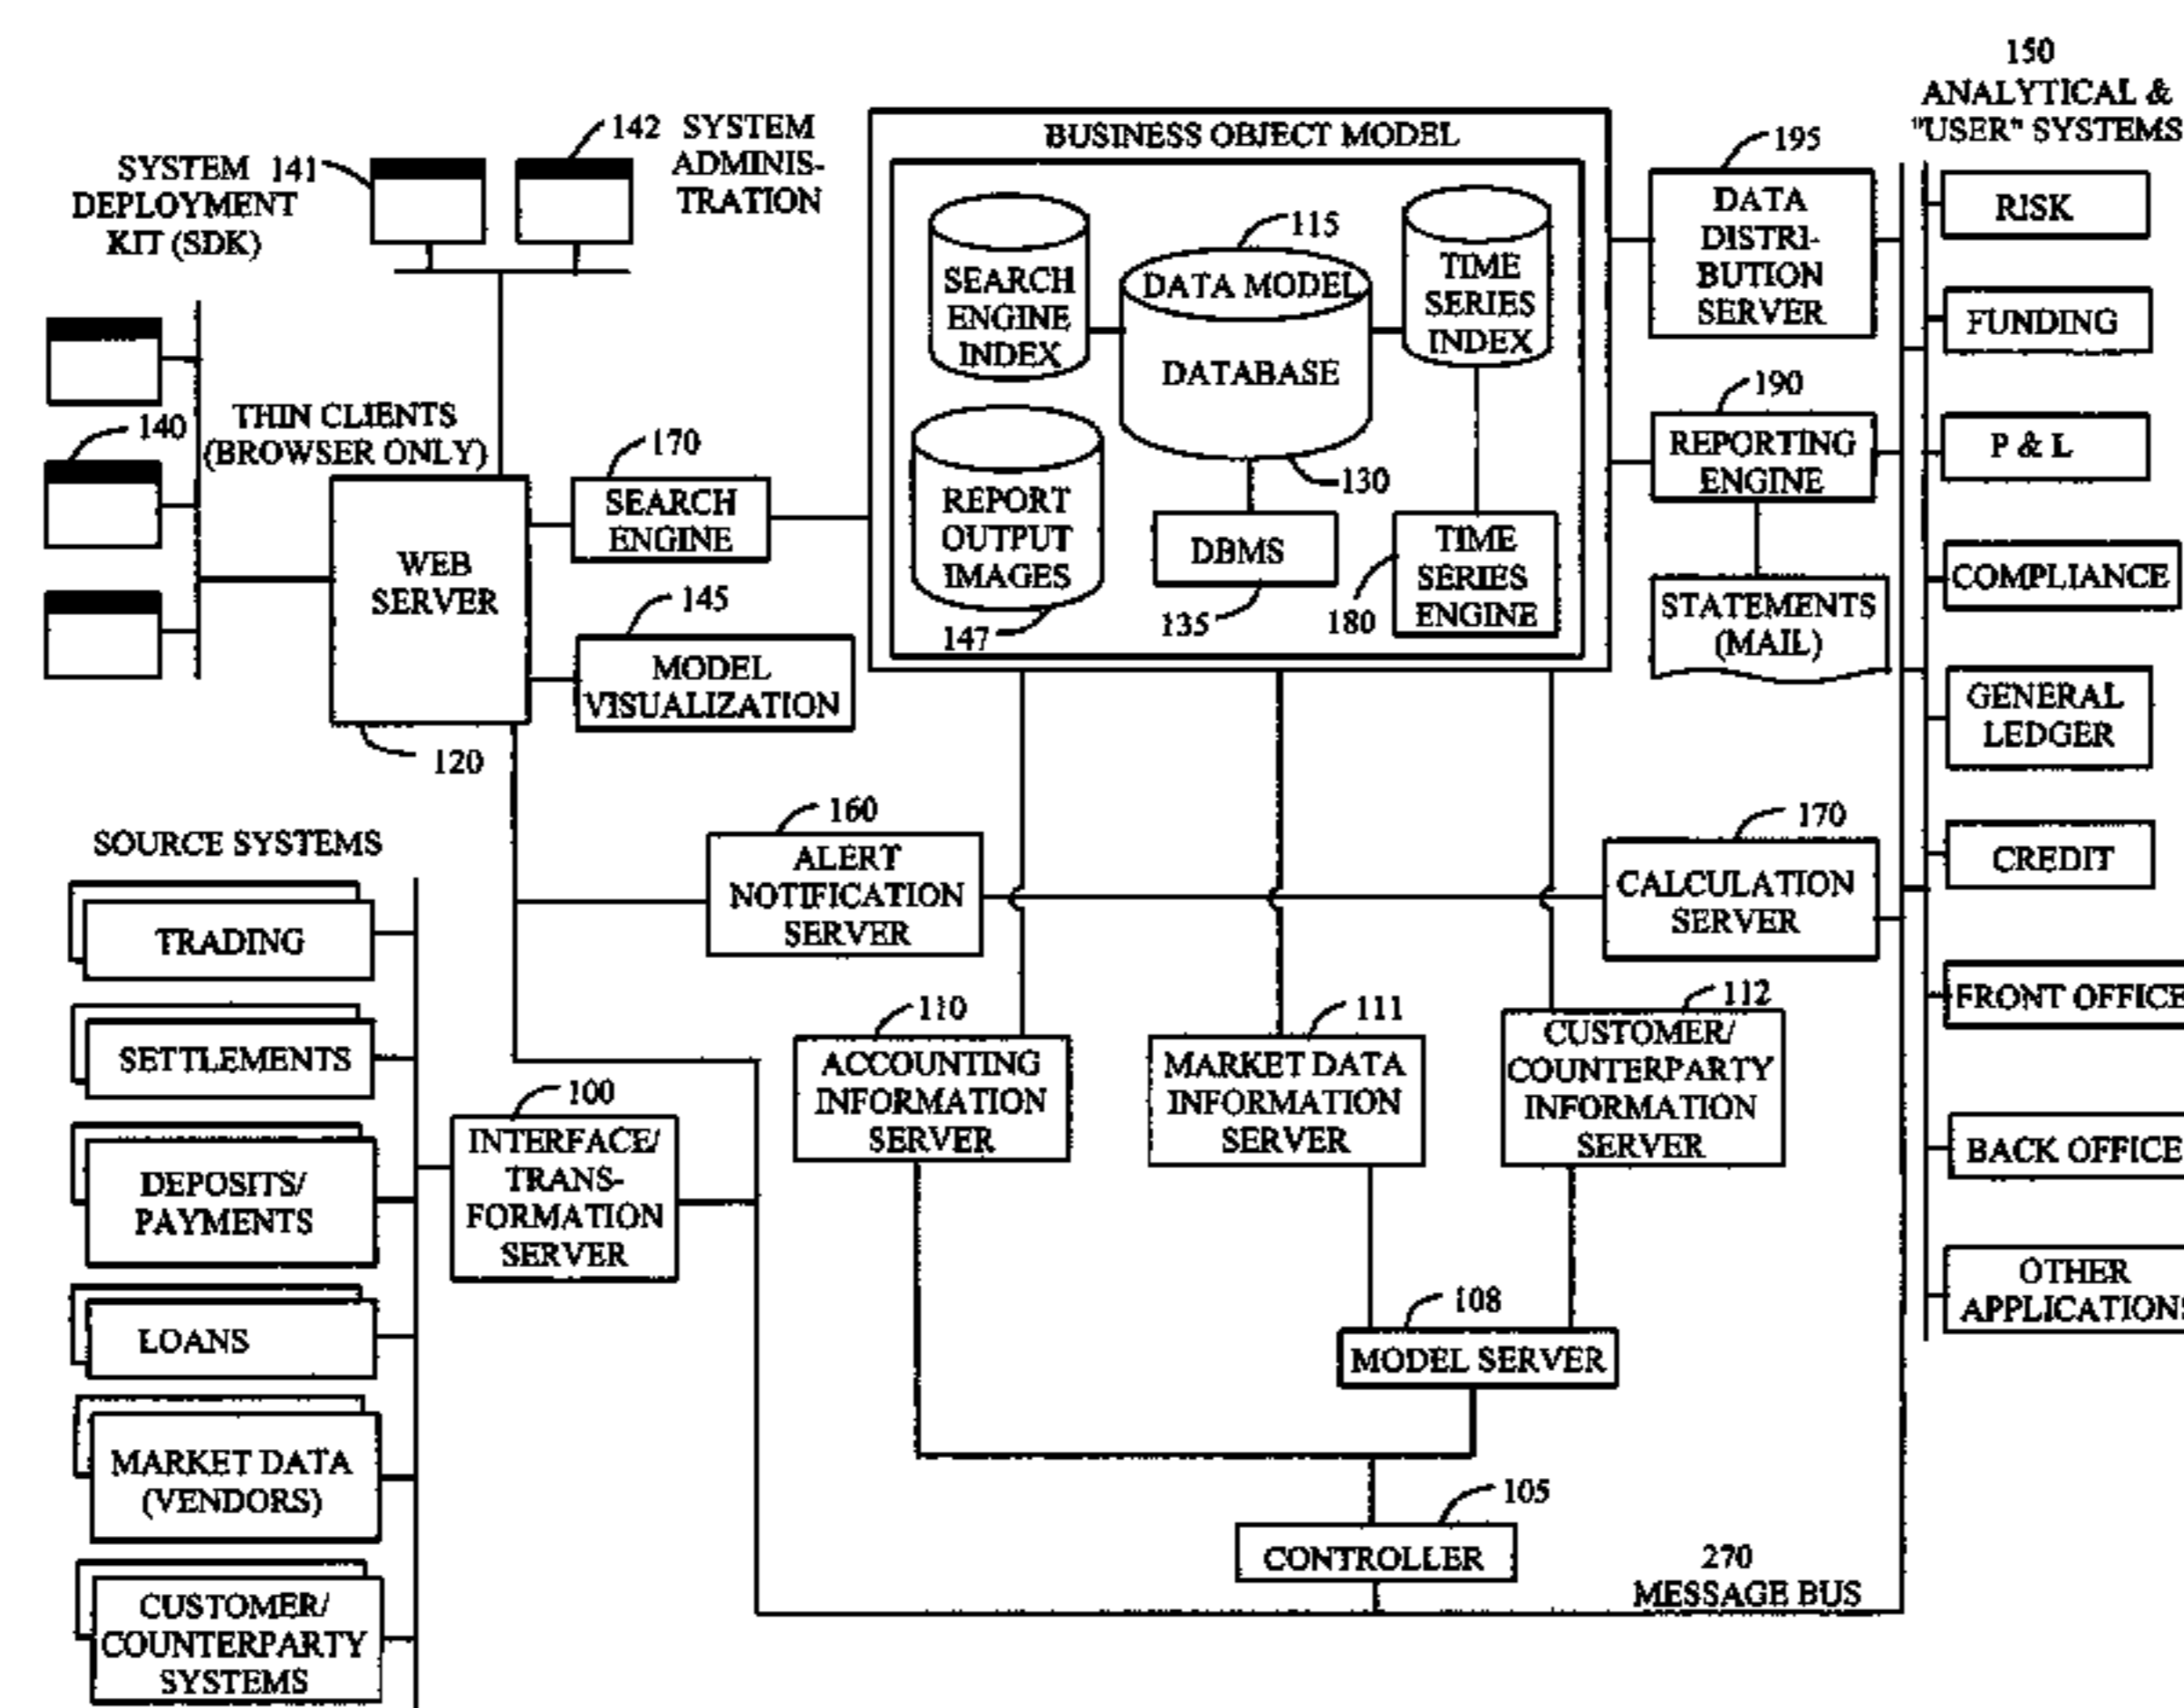 150
ANALYTICAL &
"USER" SYSTEMS
142 SYSTEM
ADMINIS-
TRATION
SYSTEM 141
DEPLOYMENT
KIT (SDK)
BUSINESS OBJECT MODEL
195
DATA
DISTRI-
BUTION
SERVER
RISK
115
SEARCH
ENGINE
INDEX
DATA MODEL
DATABASE
TIME
SERIES
INDEX
FUNDING
THIN CLIENTS
(BROWSER ONLY)
140
170
SEARCH
ENGINE
190
REPORTING
ENGINE
P & L
130
REPORT
OUTPUT
IMAGES
147
DBMS
135
TIME
SERIES
ENGINE
180
WEB
SERVER
120
145
MODEL
VISUALIZATION
STATEMENTS
(MAIL)
COMPLIANCE
GENERAL
LEDGER
SOURCE SYSTEMS
160
ALERT
NOTIFICATION
SERVER
170
CALCULATION
SERVER
CREDIT
TRADING
SETTLEMENTS
DEPOSITS/
PAYMENTS
LOANS
MARKET DATA
(VENDORS)
CUSTOMER/
COUNTERPARTY
SYSTEMS
100
INTERFACE/
TRANS-
FORMATION
SERVER
110
ACCOUNTING
INFORMATION
SERVER
111
MARKET DATA
INFORMATION
SERVER
112
CUSTOMER/
COUNTERPARTY
INFORMATION
SERVER
FRONT OFFICE
BACK OFFICE
OTHER
APPLICATIONS
108
MODEL SERVER
105
CONTROLLER
270
MESSAGE BUS